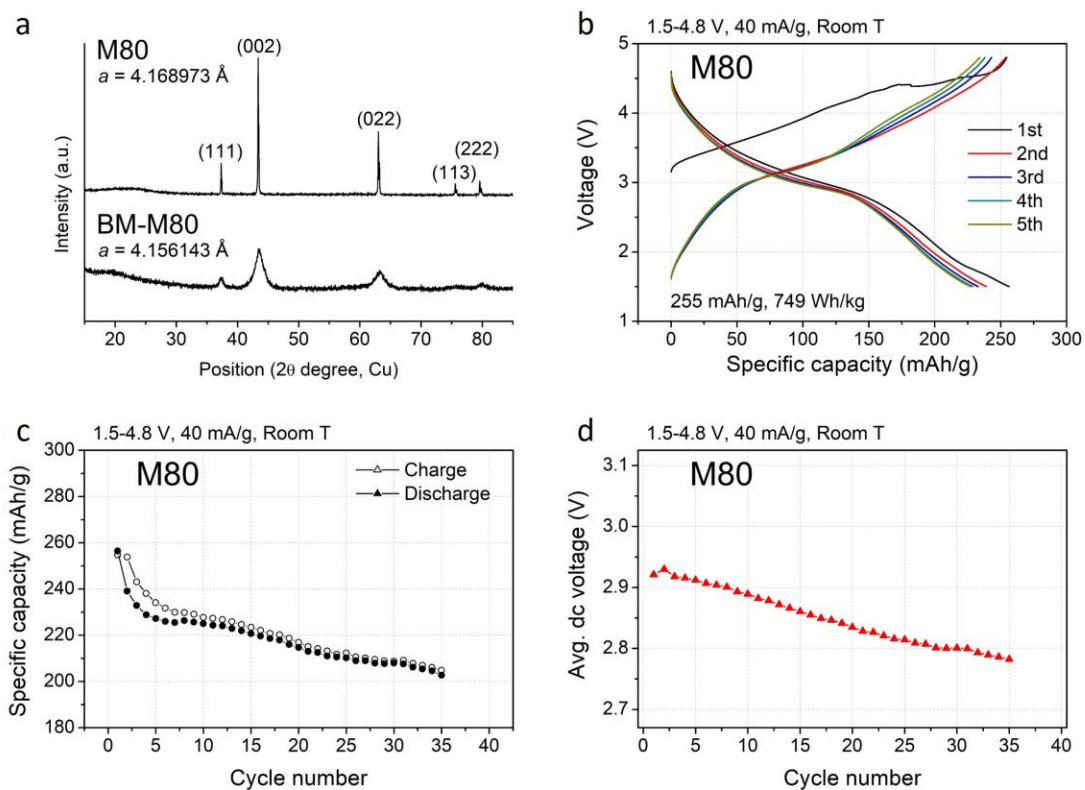 a
M80
a = 4.168973 Å
(111)
(002)
(022)
(113)
(222)
BM-M80
a = 4.156143 Å
Intensity (a.u.)
20 30 40 50 60 70 80
Position (2θ degree, Cu)
b
1.5-4.8 V, 40 mA/g, Room T
M80
1st
2nd
3rd
4th
5th
255 mAh/g, 749 Wh/kg
Voltage (V)
5
4
3
2
1
0 50 100 150 200 250 300
Specific capacity (mAh/g)
c
1.5-4.8 V, 40 mA/g, Room T
M80
Charge
Discharge
Specific capacity (mAh/g)
300
280
260
240
220
200
180
0 5 10 15 20 25 30 35 40
Cycle number
d
1.5-4.8 V, 40 mA/g, Room T
M80
Avg. dc voltage (V)
3.1
3.0
2.9
2.8
2.7
0 5 10 15 20 25 30 35 40
Cycle number